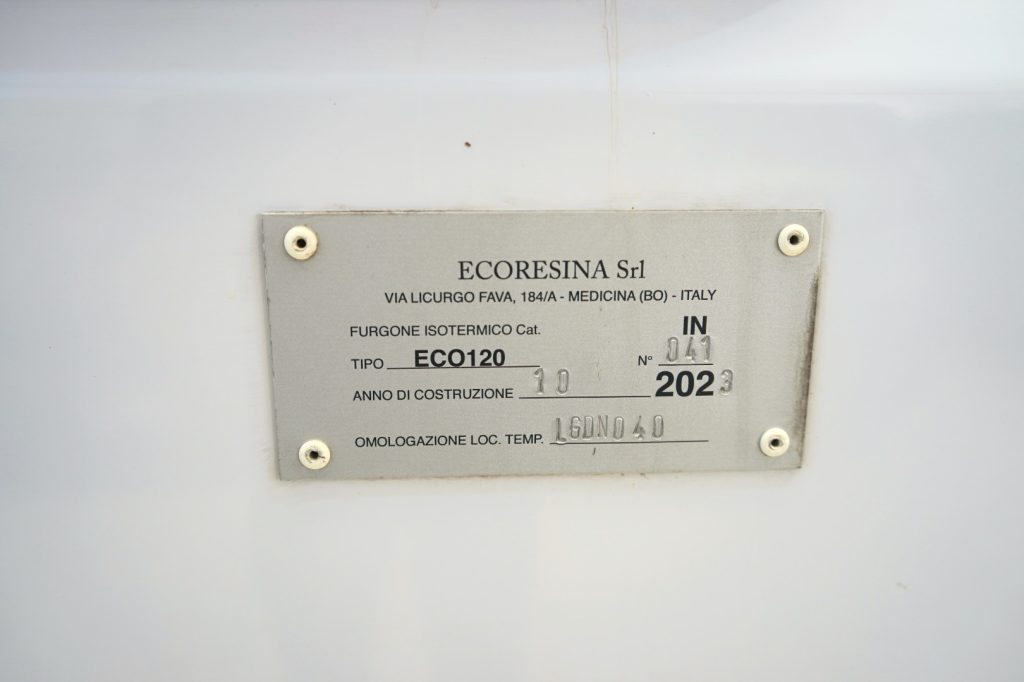 ECORESINA Srl
VIA LICURGO FAVA, 184/A - MEDICINA (BO) - ITALY
FURGONE ISOTERMICO Cat. IN
TIPO ECO120 N° 041
ANNO DI COSTRUZIONE 10 2023
OMOLOGAZIONE LOC. TEMP. LGDN040